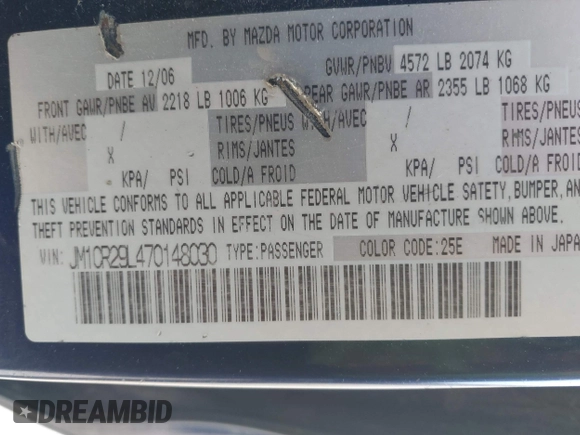 MFD. BY MAZDA MOTOR CORPORATION
DATE 12/06 GVWR/PNBV 4572 LB 2074 KG
FRONT GAWR/PNBE AV 2218 LB 1006 KG REAR GAWR/PNBE AR 2355 LB 1068 KG
WITH/AVEC / TIRES/PNEUS WITH/AVEC / TIRES/PNEUS
X RIMS/JANTES X RIMS/JANTES
KPA/ PSI COLD/A FROID KPA/ PSI COLD/A FROID
THIS VEHICLE CONFORMS TO ALL APPLICABLE FEDERAL MOTOR VEHICLE SAFETY, BUMPER, AN
THEFT PREVENTION STANDARDS IN EFFECT ON THE DATE OF MANUFACTURE SHOWN ABOVE.
VIN: JM1CR29L470148030 TYPE:PASSENGER COLOR CODE:25E MADE IN JAPA
DREAMBID